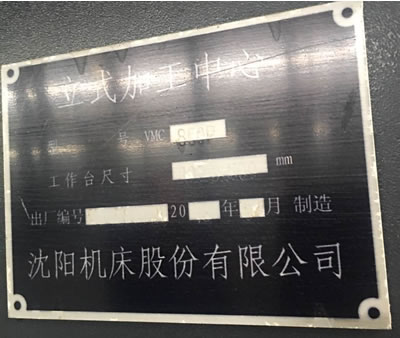 立式加工中心
型 号 VMC
工作台尺寸 mm
出厂编号 20 年 月 制造
沈阳机床股份有限公司